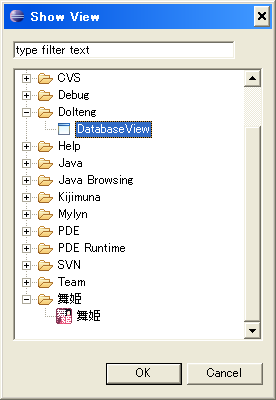 Show View
type filter text
CVS
Debug
Dolteng
DatabaseView
Help
Java
Java Browsing
Kijimuna
Mylyn
PDE
PDE Runtime
SVN
Team
舞姫
舞姫
OK
Cancel